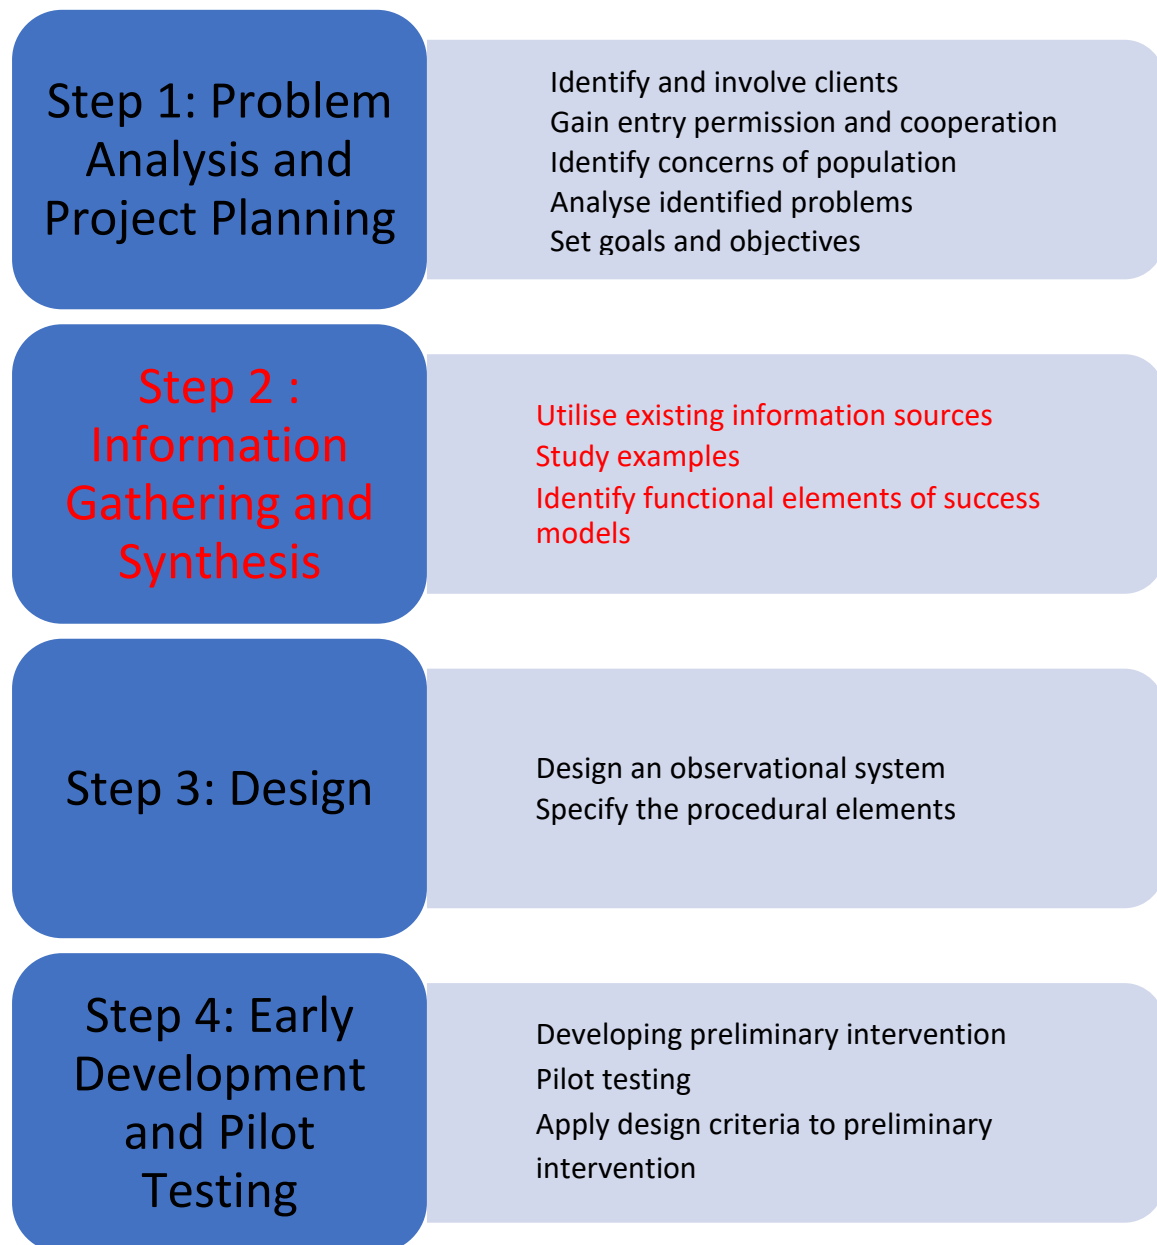 Step 1: Problem
Analysis and
Project Planning
Identify and involve clients
Gain entry permission and cooperation
Identify concerns of population
Analyse identified problems
Set goals and objectives
Step 2 :
Information
Gathering and
Synthesis
Utilise existing information sources
Study examples
Identify functional elements of success
models
Step 3: Design
Design an observational system
Specify the procedural elements
Step 4: Early
Development
and Pilot
Testing
Developing preliminary intervention
Pilot testing
Apply design criteria to preliminary
intervention